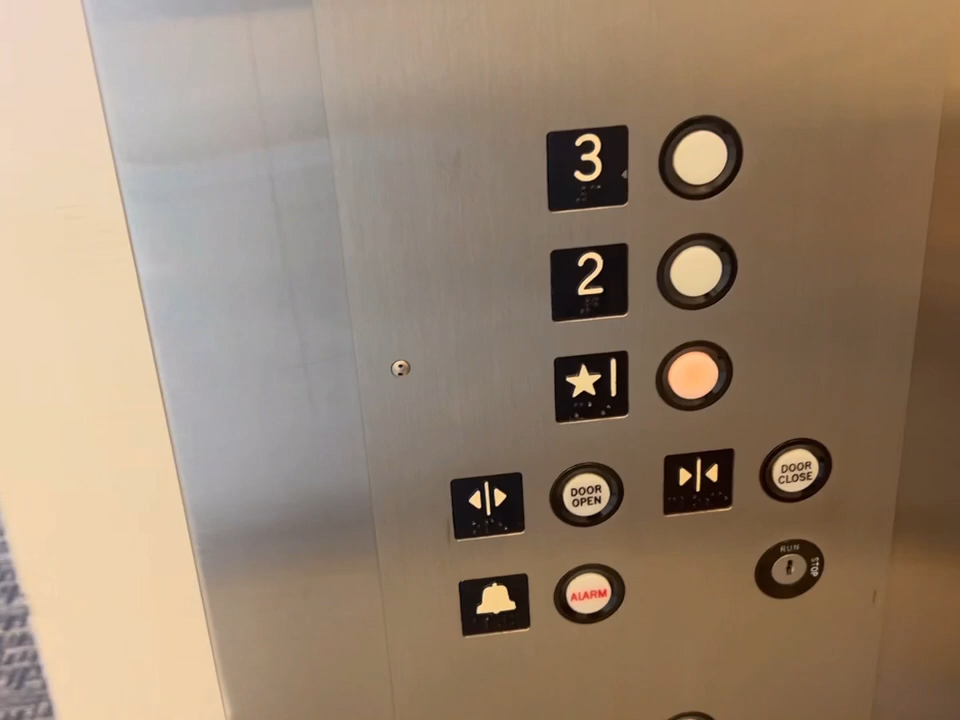 3
2
★1
DOOR
OPEN
DOOR
CLOSE
RUN
STOP
ALARM